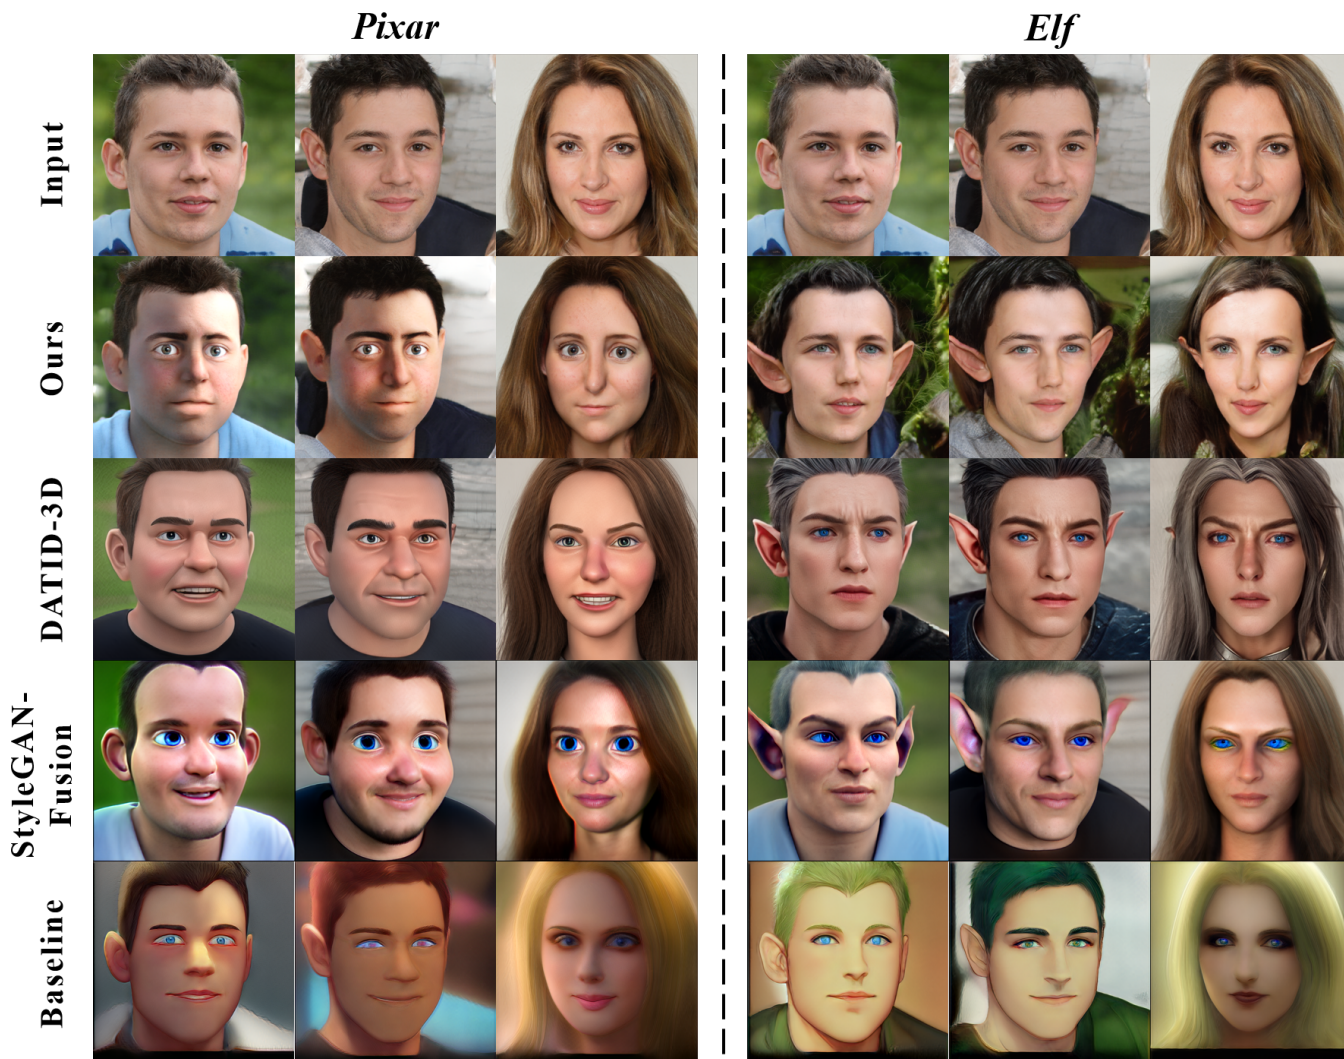 Pixar
Elf
Input
Ours
DATID-3D
StyleGAN-
Fusion
Baseline